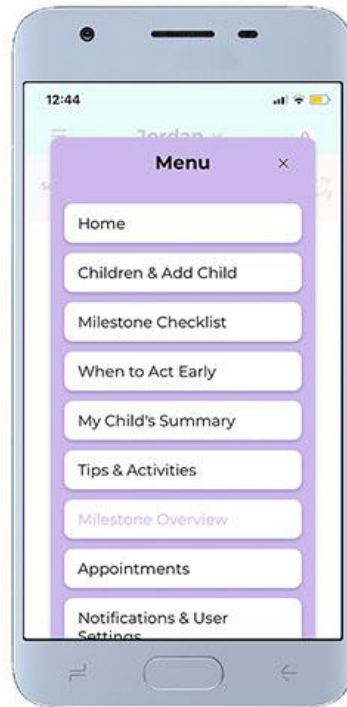 12:44
Jordan
Menu
Home
Children & Add Child
Milestone Checklist
When to Act Early
My Child's Summary
Tips & Activities
Milestone Overview
Appointments
Notifications & User
Settings